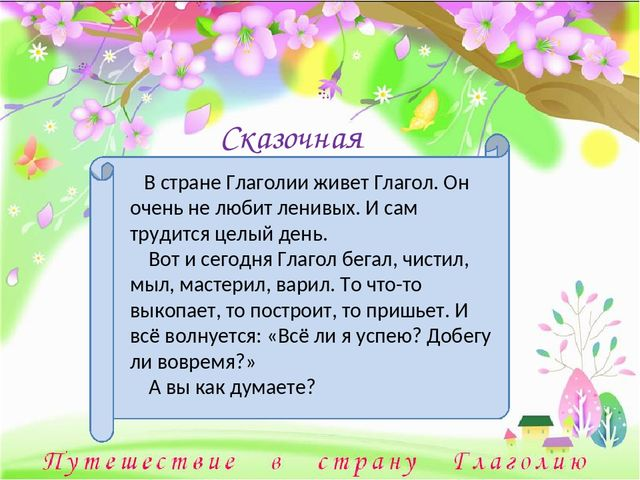 Сказочная
В стране Глаголии живет Глагол. Он
очень не любит ленивых. И сам
трудится целый день.
Вот и сегодня Глагол бегал, чистил,
мыл, мастерил, варил. То что-то
выкопает, то построит, то пришьет. И
всё волнуется: «Всё ли я успею? Добегу
ли вовремя?»
А вы как думаете?
Путешествие в страну Глаголию